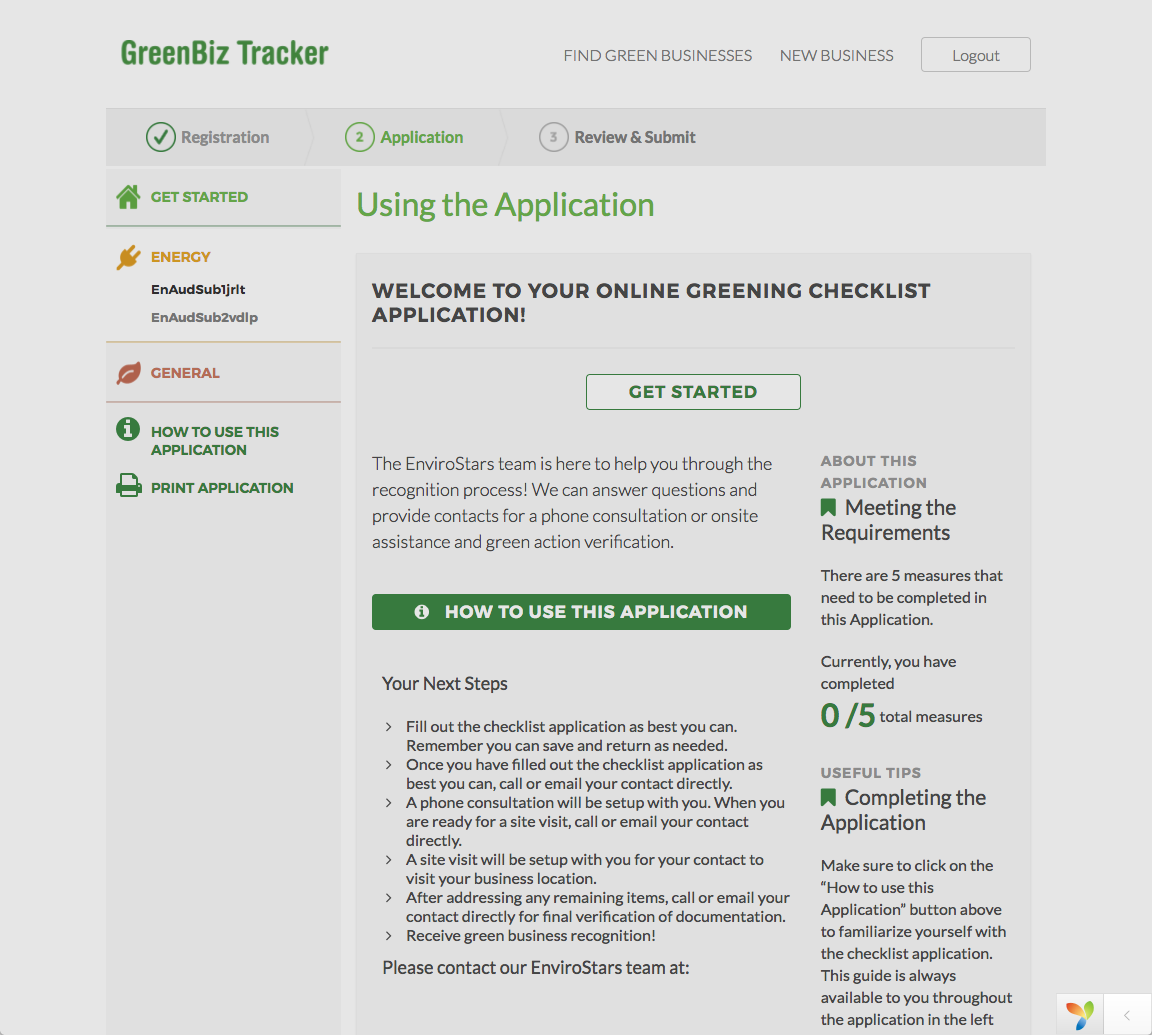 GreenBiz Tracker
FIND GREEN BUSINESSES
NEW BUSINESS
Logout
Registration
2 Application
3 Review & Submit
GET STARTED
ENERGY
EnAudSub1jrlt
EnAudSub2vdlp
GENERAL
HOW TO USE THIS
APPLICATION
PRINT APPLICATION
Using the Application
WELCOME TO YOUR ONLINE GREENING CHECKLIST
APPLICATION!
GET STARTED
The EnviroStars team is here to help you through the
recognition process! We can answer questions and
provide contacts for a phone consultation or onsite
assistance and green action verification.
HOW TO USE THIS APPLICATION
Your Next Steps
Fill out the checklist application as best you can.
Remember you can save and return as needed.
Once you have filled out the checklist application as
best you can, call or email your contact directly.
A phone consultation will be setup with you. When you
are ready for a site visit, call or email your contact
directly.
A site visit will be setup with you for your contact to
visit your business location.
After addressing any remaining items, call or email your
contact directly for final verification of documentation.
Receive green business recognition!
Please contact our EnviroStars team at:
ABOUT THIS
APPLICATION
Meeting the
Requirements
There are 5 measures that
need to be completed in
this Application.
Currently, you have
completed
0 /5 total measures
USEFUL TIPS
Completing the
Application
Make sure to click on the
“How to use this
Application” button above
to familiarize yourself with
the checklist application.
This guide is always
available to you throughout
the application in the left